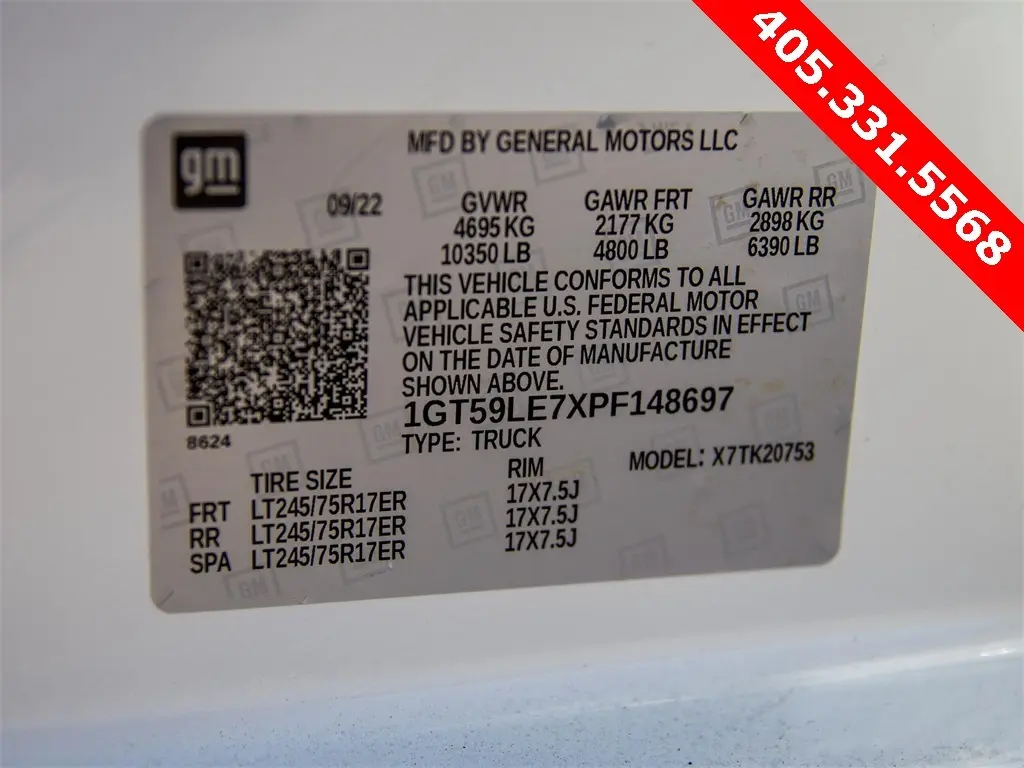 405.331.5568
gm
MFD BY GENERAL MOTORS LLC
09/22
GVWR GAWR FRT GAWR RR
4695 KG 2177 KG 2898 KG
10350 LB 4800 LB 6390 LB
THIS VEHICLE CONFORMS TO ALL
APPLICABLE U.S. FEDERAL MOTOR
VEHICLE SAFETY STANDARDS IN EFFECT
ON THE DATE OF MANUFACTURE
SHOWN ABOVE.
1GT59LE7XPF148697
8624
TYPE: TRUCK
MODEL: X7TK20753
TIRE SIZE RIM
FRT LT245/75R17ER 17X7.5J
RR LT245/75R17ER 17X7.5J
SPA LT245/75R17ER 17X7.5J